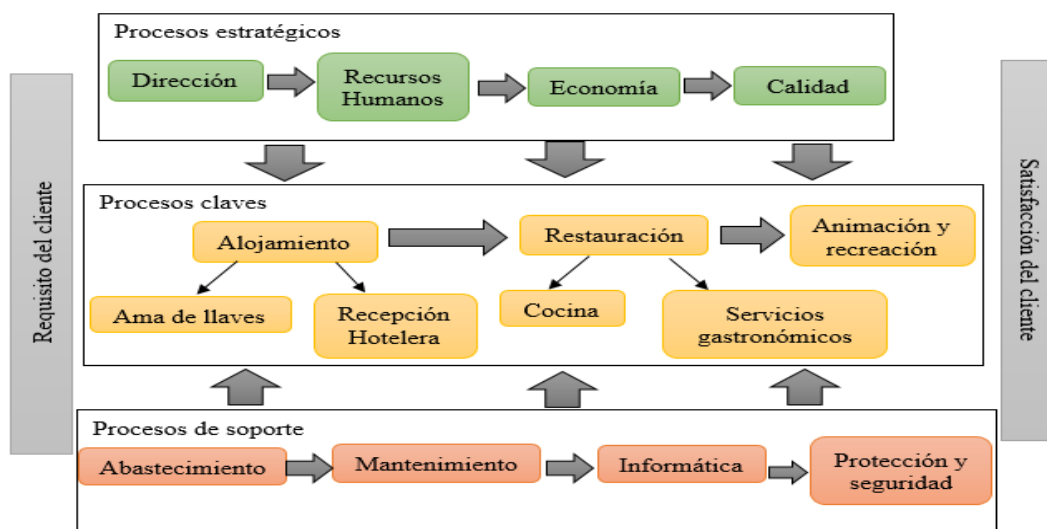 Procesos estratégicos
Dirección
Recursos
Humanos
Economía
Calidad
Requisito del cliente
Satisfacción del cliente
Procesos claves
Alojamiento
Restauración
Animación y
recreación
Ama de llaves
Recepción
Hotelera
Cocina
Servicios
gastronómicos
Procesos de soporte
Abastecimiento
Mantenimiento
Informática
Protección y
seguridad